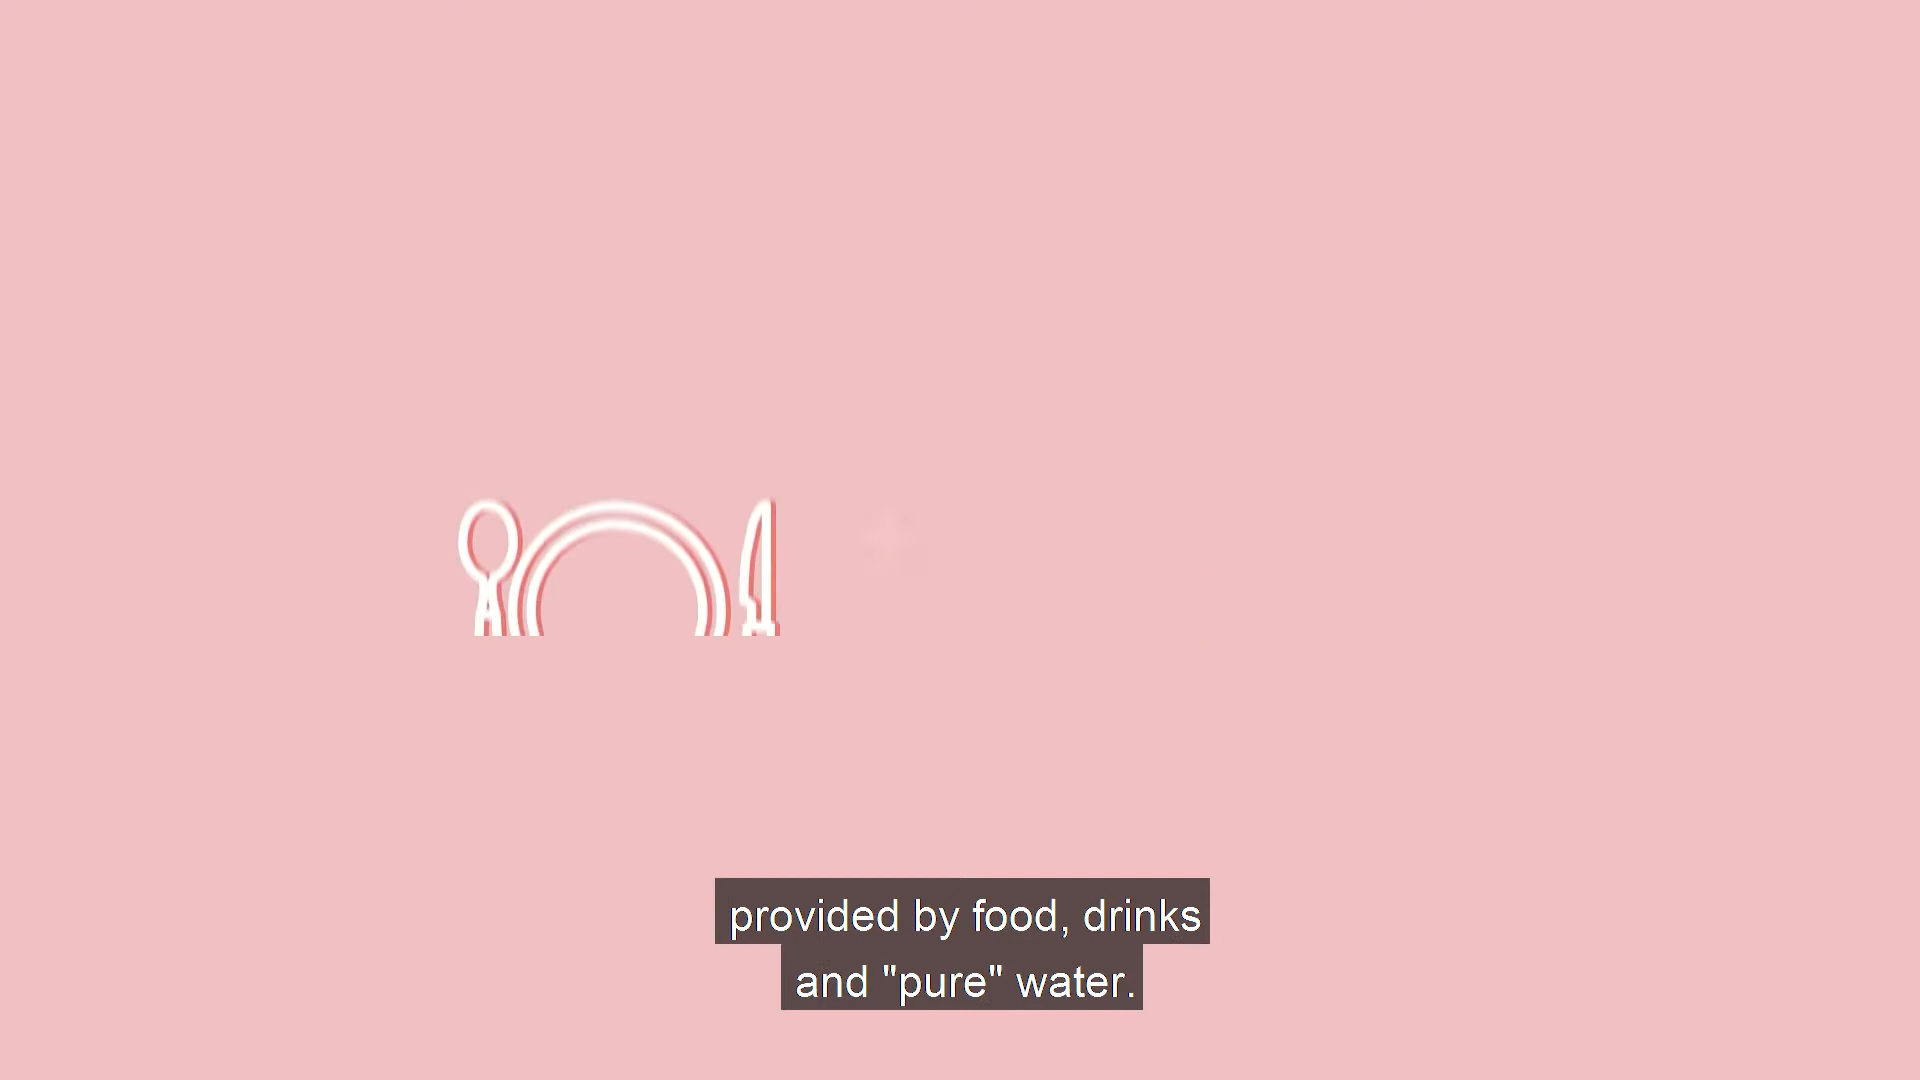 provided by food, drinks
and "pure" water.